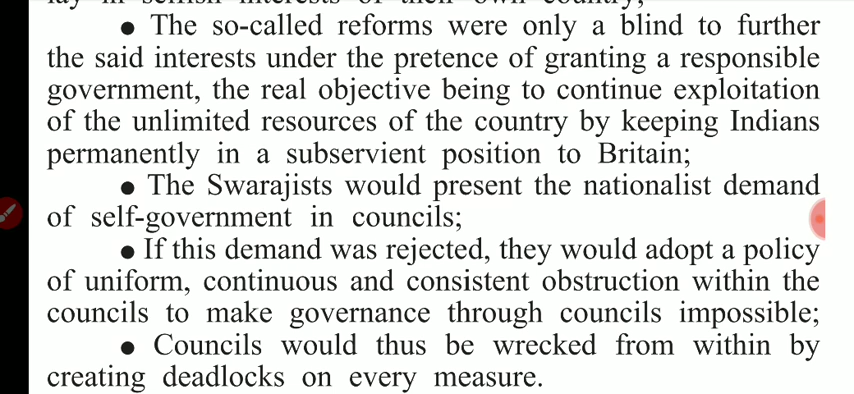 ● The so-called reforms were only a blind to further
the said interests under the pretence of granting a responsible
government, the real objective being to continue exploitation
of the unlimited resources of the country by keeping Indians
permanently in a subservient position to Britain;
● The Swarajists would present the nationalist demand
of self-government in councils;
● If this demand was rejected, they would adopt a policy
of uniform, continuous and consistent obstruction within the
councils to make governance through councils impossible;
● Councils would thus be wrecked from within by
creating deadlocks on every measure.